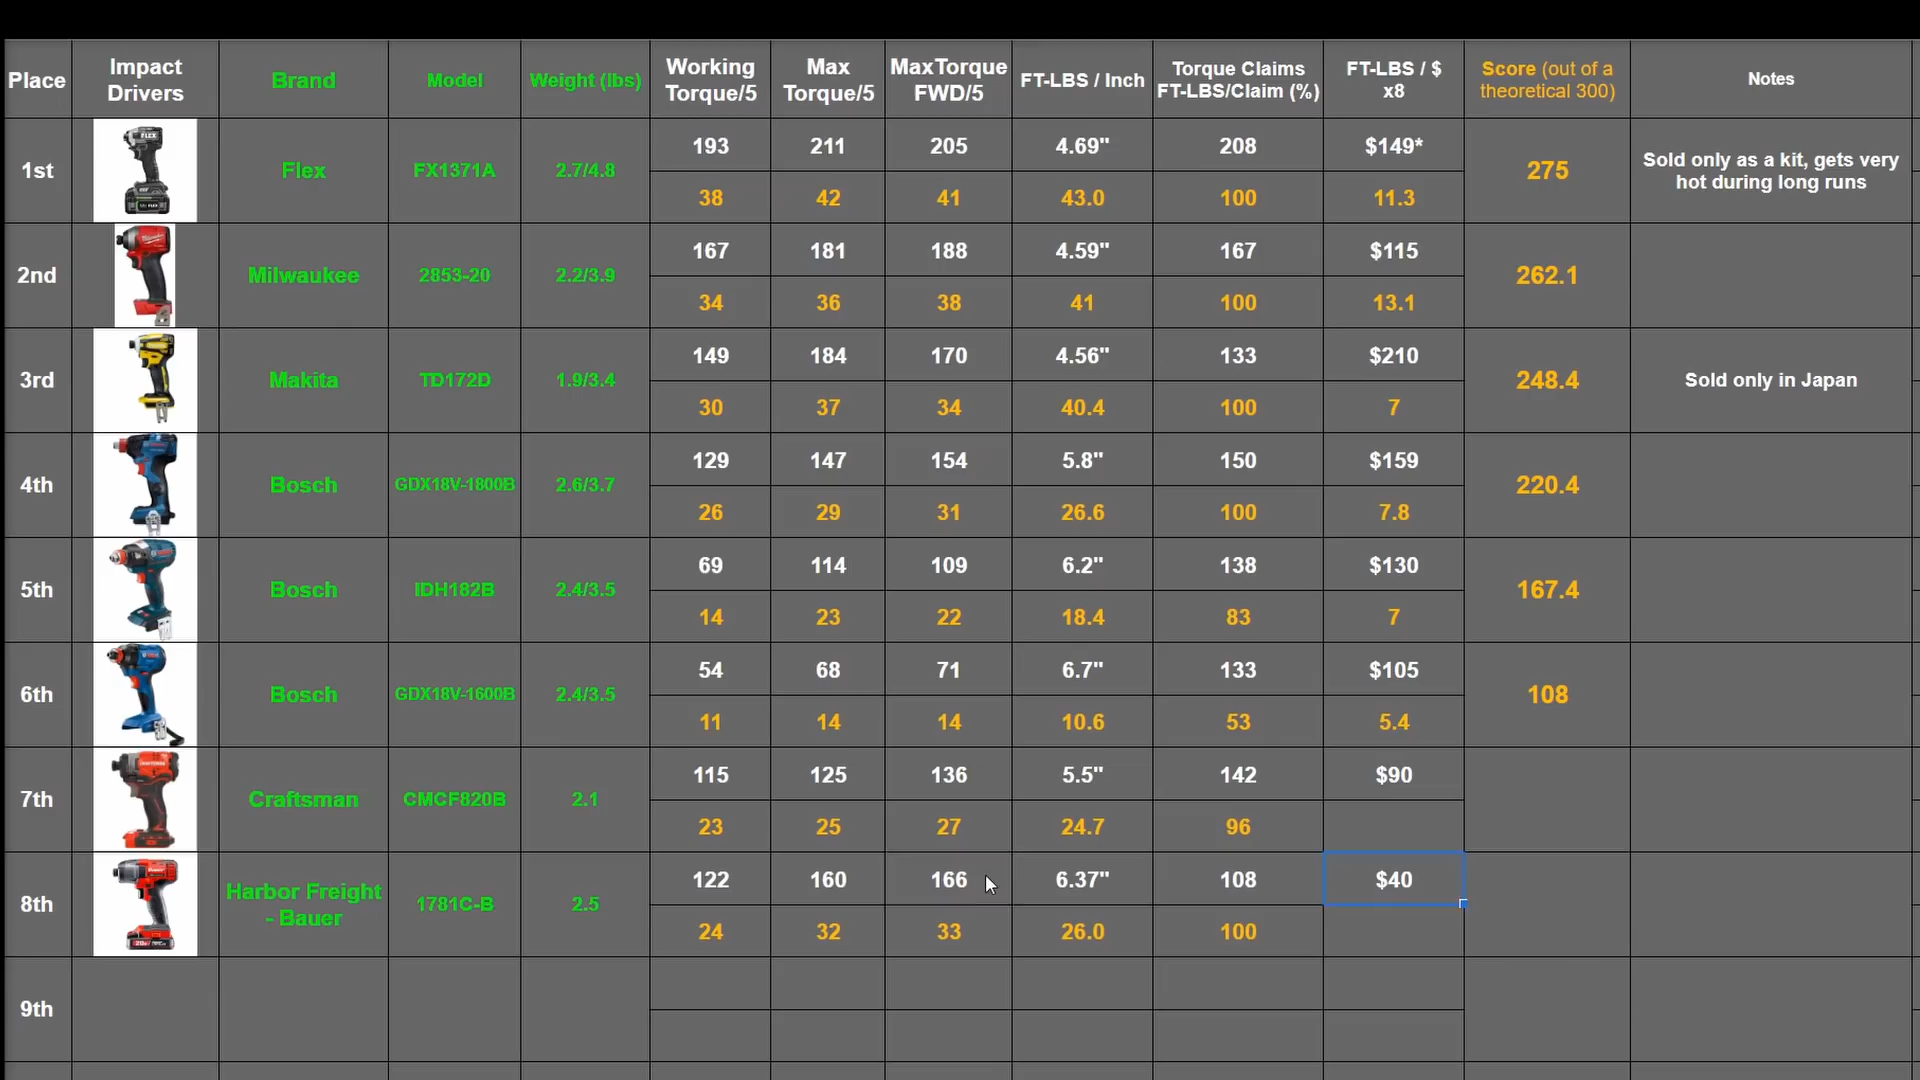 Place
Impact
Drivers
Brand
Model
Weight (lbs)
Working
Torque/5
Max
Torque/5
MaxTorque
FWD/5
FT-LBS / Inch
Torque Claims
FT-LBS/Claim (%)
FT-LBS / $
x8
Score (out of a
theoretical 300)
Notes
1st
Flex
FX1371A
2.7/4.8
193
211
205
4.69"
208
$149*
38
42
41
43.0
100
11.3
275
Sold only as a kit, gets very
hot during long runs
2nd
Milwaukee
2853-20
2.2/3.9
167
181
188
4.59"
167
$115
34
36
38
41
100
13.1
262.1
3rd
Makita
TD172D
1.9/3.4
149
184
170
4.56"
133
$210
30
37
34
40.4
100
7
248.4
Sold only in Japan
4th
Bosch
GDX18V-1800B
2.6/3.7
129
147
154
5.8"
150
$159
26
29
31
26.6
100
7.8
220.4
5th
Bosch
IDH182B
2.4/3.5
69
114
109
6.2"
138
$130
14
23
22
18.4
83
7
167.4
6th
Bosch
GDX18V-1600B
2.4/3.5
54
68
71
6.7"
133
$105
11
14
14
10.6
53
5.4
108
7th
Craftsman
CMCF820B
2.1
115
125
136
5.5"
142
$90
23
25
27
24.7
96
8th
Harbor Freight
- Bauer
1781C-B
2.5
122
160
166
6.37"
108
$40
24
32
33
26.0
100
9th